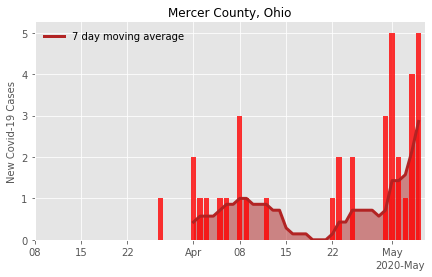 Mercer County, Ohio
7 day moving average
New Covid-19 Cases
5
4
3
2
1
0
08 15 22 Apr 08 15 22 May
2020-May